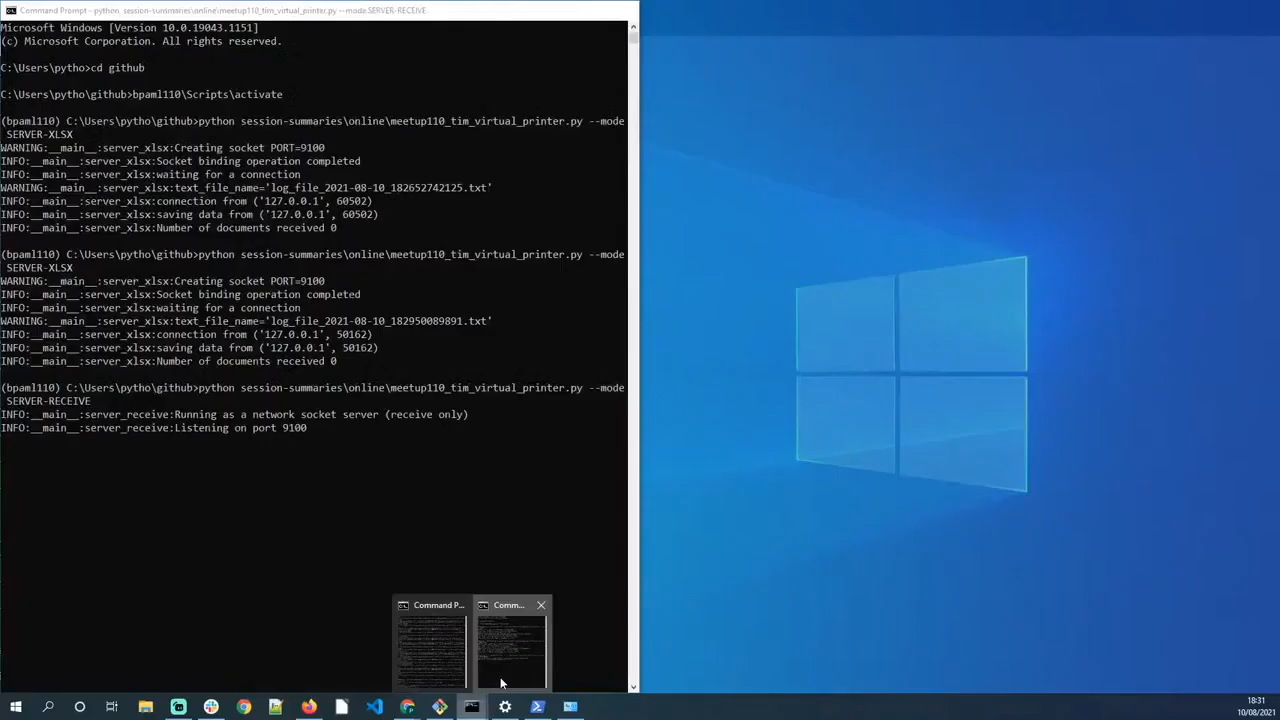 Command Prompt - python session-summaries\online\meetup110_tim_virtual_printer.py --mode SERVER-RECEIVE
Microsoft Windows [Version 10.0.19043.1151]
(c) Microsoft Corporation. All rights reserved.
C:\Users\pytho>cd github
C:\Users\pytho\github>bpaml110\Scripts\activate
(bpaml110) C:\Users\pytho\github>python session-summaries\online\meetup110_tim_virtual_printer.py --mode
SERVER-XLSX
WARNING:__main__:server_xlsx:Creating socket PORT=9100
INFO:__main__:server_xlsx:Socket binding operation completed
INFO:__main__:server_xlsx:waiting for a connection
WARNING:__main__:server_xlsx:text_file_name='log_file_2021-08-10_182652742125.txt'
INFO:__main__:server_xlsx:connection from ('127.0.0.1', 60502)
INFO:__main__:server_xlsx:saving data from ('127.0.0.1', 60502)
INFO:__main__:server_xlsx:Number of documents received 0
(bpaml110) C:\Users\pytho\github>python session-summaries\online\meetup110_tim_virtual_printer.py --mode
SERVER-XLSX
WARNING:__main__:server_xlsx:Creating socket PORT=9100
INFO:__main__:server_xlsx:Socket binding operation completed
INFO:__main__:server_xlsx:waiting for a connection
WARNING:__main__:server_xlsx:text_file_name='log_file_2021-08-10_182950089891.txt'
INFO:__main__:server_xlsx:connection from ('127.0.0.1', 50162)
INFO:__main__:server_xlsx:saving data from ('127.0.0.1', 50162)
INFO:__main__:server_xlsx:Number of documents received 0
(bpaml110) C:\Users\pytho\github>python session-summaries\online\meetup110_tim_virtual_printer.py --mode
SERVER-RECEIVE
INFO:__main__:server_receive:Running as a network socket server (receive only)
INFO:__main__:server_receive:Listening on port 9100
Command P...
Comm...
18:31
10/08/2021